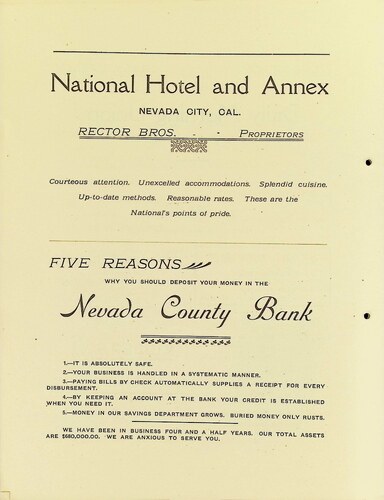 National Hotel and Annex
NEVADA CITY, CAL.
RECTOR BROS. . - PROPRIETORS
Courteous attention. Unexcelled accommodations. Splendid cuisine.
Up-to-date methods. Reasonable rates. These are the
National's points of pride.
FIVE REASONS
WHY YOU SHOULD DEPOSIT YOUR MONEY IN THE
Nevada County Bank
1.—IT IS ABSOLUTELY SAFE.
2.—YOUR BUSINESS IS HANDLED IN A SYSTEMATIC MANNER.
3.—PAYING BILLS BY CHECK AUTOMATICALLY SUPPLIES A RECEIPT FOR EVERY
DISBURSEMENT.
4.—BY KEEPING AN ACCOUNT AT THE BANK YOUR CREDIT IS ESTABLISHED
WHEN YOU NEED IT.
5.—MONEY IN OUR SAVINGS DEPARTMENT GROWS. BURIED MONEY ONLY RUSTS.
WE HAVE BEEN IN BUSINESS FOUR AND A HALF YEARS. OUR TOTAL ASSETS
ARE $680,000.00. WE ARE ANXIOUS TO SERVE YOU.